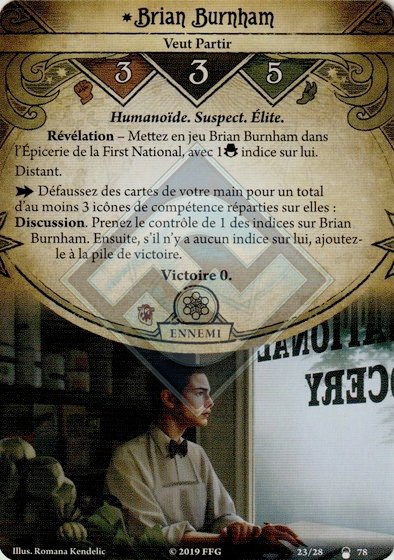 Brian Burnham
Veut Partir
3 3 5
Humanoïde. Suspect. Élite.
Révélation – Mettez en jeu Brian Burnham dans
l'Épicerie de la First National, avec 1 indice sur lui.
Distant.
Défaussez des cartes de votre main pour un total
d'au moins 3 icônes de compétence réparties sur elles :
Discussion. Prenez le contrôle de 1 des indices sur Brian
Burnham. Ensuite, s'il n'y a aucun indice sur lui, ajoutez-
le à la pile de victoire.
Victoire 0.
ENNEMI
NATIONAL
OCERY
Illus. Romana Kendelic © 2019 FFG 23/28 78